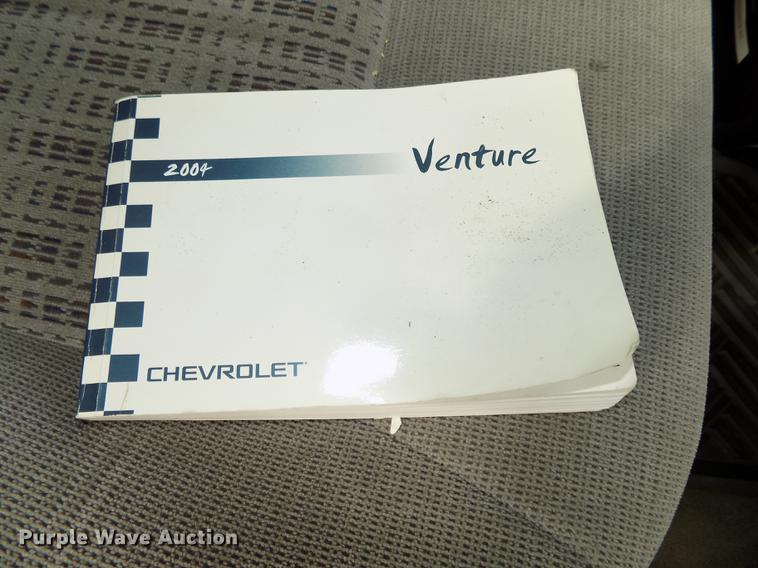 2004
Venture
CHEVROLET
Purple Wave Auction